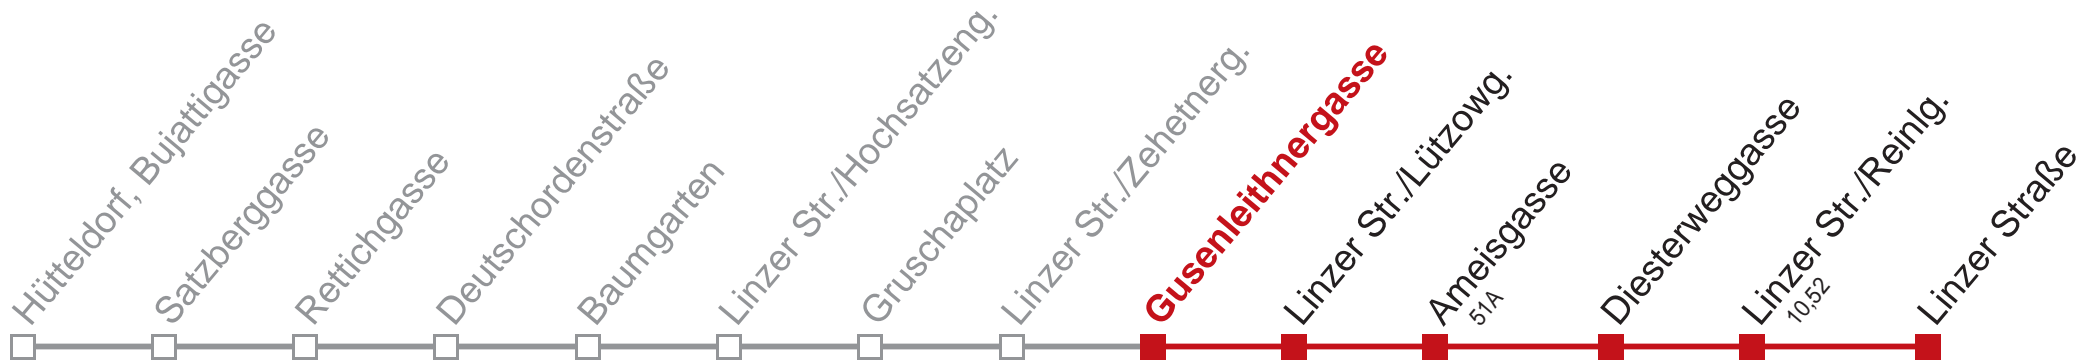 Hütteldorf, Bujattigasse
Satzberggasse
Rettichgasse
Deutschordenstraße
Baumgarten
Linzer Str./Hochsatzeng.
Gruschaplatz
Linzer Str./Zehetnerg.
Gusenleithnergasse
Linzer Str./Lützowg.
Ameisgasse
51A
Diesterweggasse
Linzer Str./Reinlg.
10,52
Linzer Straße